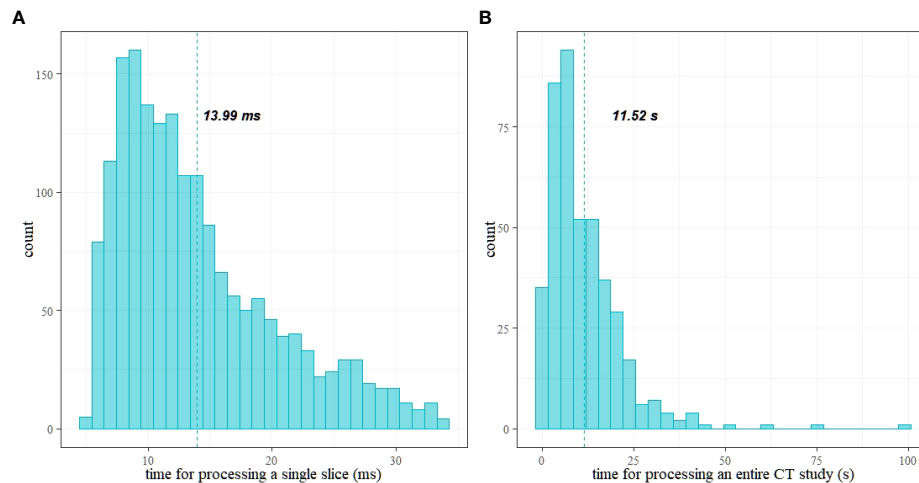 A
B
150
100
50
0
count
13.99 ms
10
20
30
time for processing a single slice (ms)
75
50
25
0
count
11.52 s
0
25
50
75
100
time for processing an entire CT study (s)